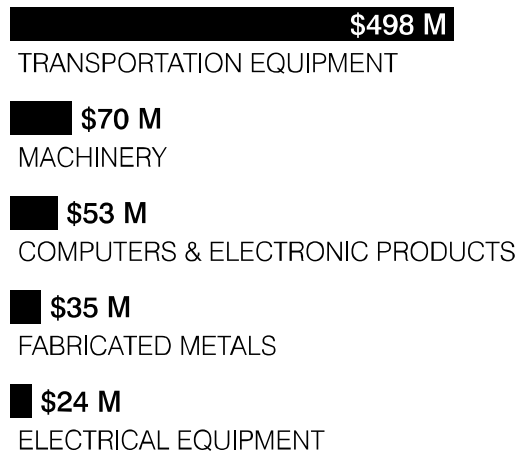 $498 M
TRANSPORTATION EQUIPMENT
$70 M
MACHINERY
$53 M
COMPUTERS & ELECTRONIC PRODUCTS
$35 M
FABRICATED METALS
$24 M
ELECTRICAL EQUIPMENT